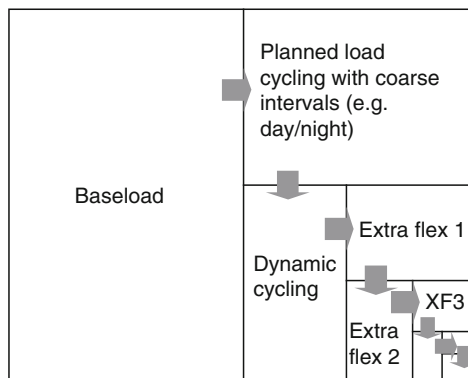 Planned load
cycling with coarse
intervals (e.g.
day/night)
Baseload
Extra flex 1
Dynamic
cycling
XF3
Extra
flex 2